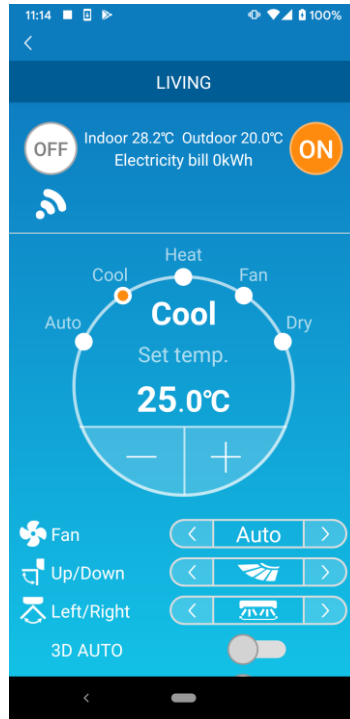 11:14 100%
LIVING
OFF
Indoor 28.2℃ Outdoor 20.0℃
Electricity bill 0kWh
ON
Heat
Cool Fan
Auto Cool Dry
Set temp.
25.0℃
Fan Auto
Up/Down
Left/Right
3D AUTO